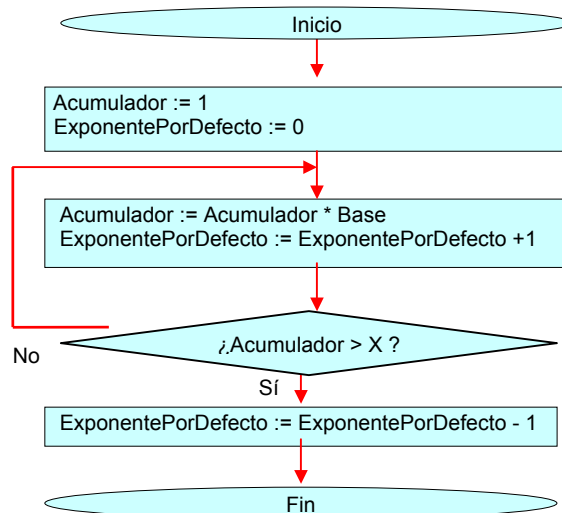 Inicio
Acumulador := 1
ExponentePorDefecto := 0
Acumulador := Acumulador * Base
ExponentePorDefecto := ExponentePorDefecto +1
¿Acumulador > X ?
No
Sí
ExponentePorDefecto := ExponentePorDefecto - 1
Fin